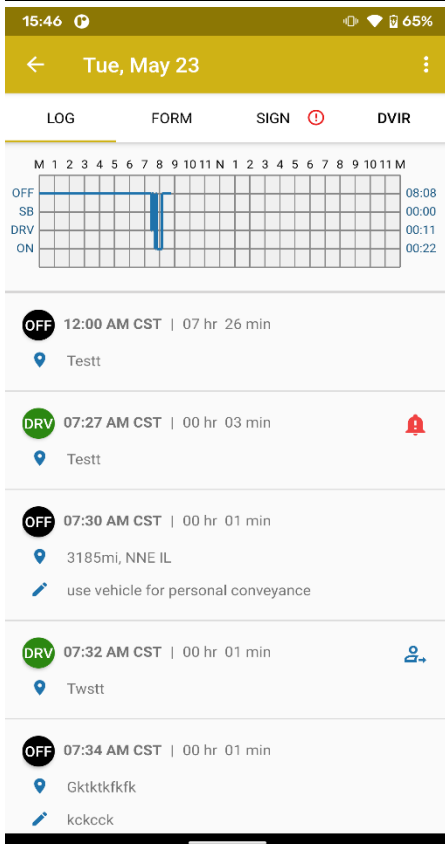 15:46 65%
Tue, May 23
LOG FORM SIGN DVIR
M 1 2 3 4 5 6 7 8 9 10 11 N 1 2 3 4 5 6 7 8 9 10 11 M
OFF 08:08
SB 00:00
DRV 00:11
ON 00:22
OFF 12:00 AM CST | 07 hr 26 min
Testt
DRV 07:27 AM CST | 00 hr 03 min
Testt
OFF 07:30 AM CST | 00 hr 01 min
3185mi, NNE IL
use vehicle for personal conveyance
DRV 07:32 AM CST | 00 hr 01 min
Twstt
OFF 07:34 AM CST | 00 hr 01 min
Gktktkfkfk
kckcck